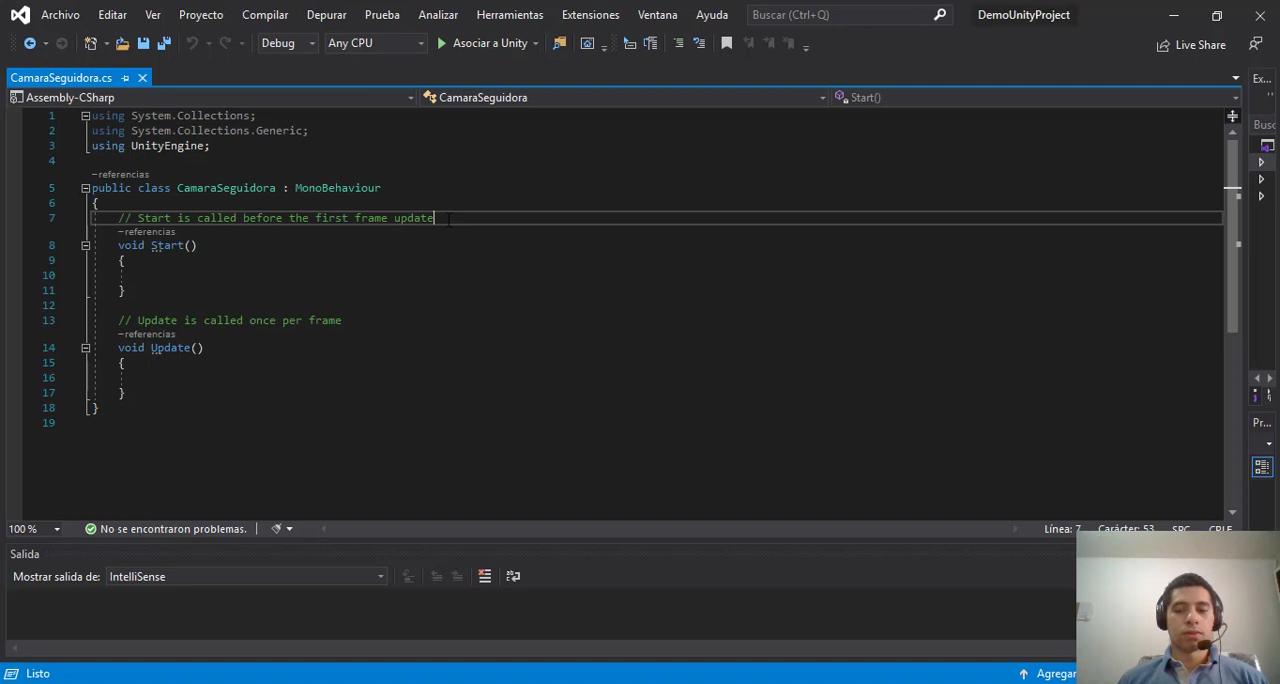 Archivo Editar Ver Proyecto Compilar Depurar Prueba Analizar Herramientas Extensiones Ventana Ayuda Buscar (Ctrl+Q) DemoUnityProject
Debug Any CPU Asociar a Unity Live Share
CamaraSeguidora.cs
Assembly-CSharp CamaraSeguidora Start()
Ex...
1 using System.Collections;
2 using System.Collections.Generic;
3 using UnityEngine;
4
referencias
5 public class CamaraSeguidora : MonoBehaviour
6 {
7 // Start is called before the first frame update
referencias
8 void Start()
9 {
10
11 }
12
13 // Update is called once per frame
referencias
14 void Update()
15 {
16
17 }
18 }
19
Busc
Pr...
100 % No se encontraron problemas. Línea: 7 Carácter: 53 SPC CRLF
Salida
Mostrar salida de: IntelliSense
Listo Agregar